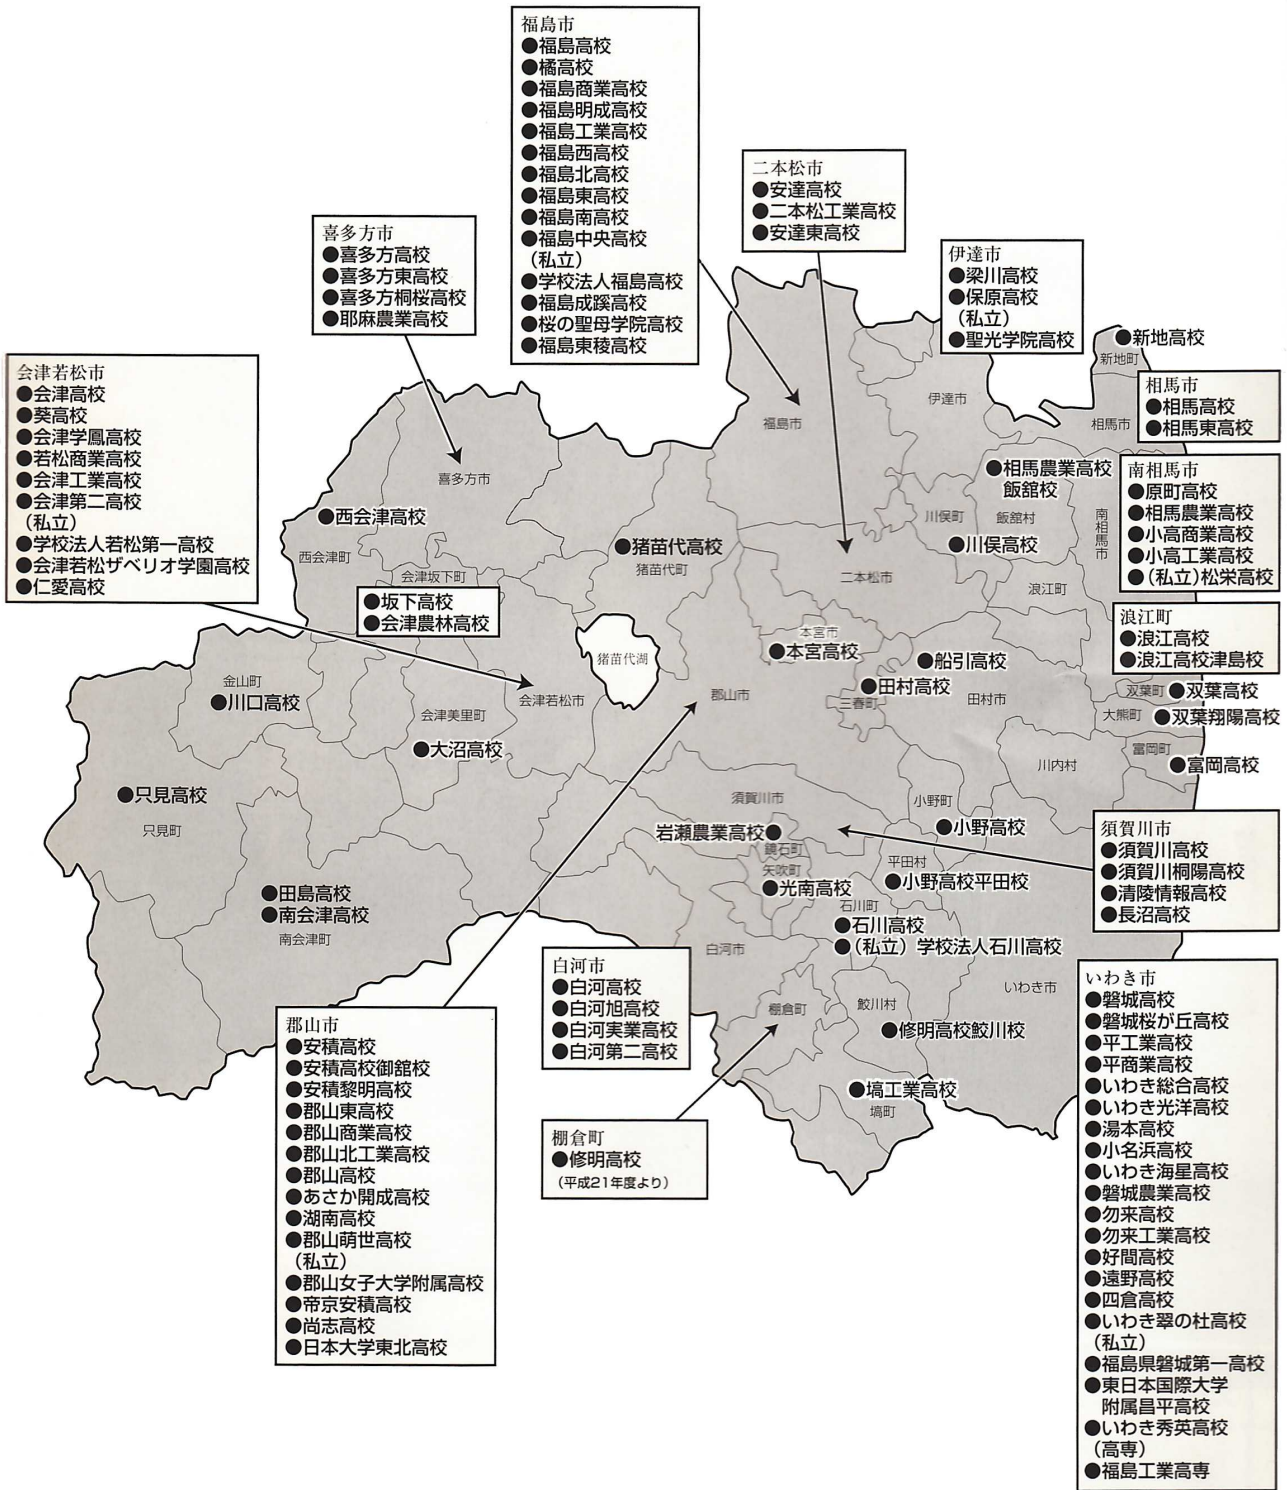 福島市
●福島高校
●橘高校
●福島商業高校
●福島明成高校
●福島工業高校
●福島西高校
●福島北高校
●福島東高校
●福島南高校
●福島中央高校
(私立)
●学校法人福島高校
●福島成蹊高校
●桜の聖母学院高校
●福島東稜高校
二本松市
●安達高校
●二本松工業高校
●安達東高校
喜多方市
●喜多方高校
●喜多方東高校
●喜多方桐桜高校
●耶麻農業高校
伊達市
●梁川高校
●保原高校
(私立)
●聖光学院高校
会津若松市
●会津高校
●葵高校
●会津学鳳高校
●若松商業高校
●会津工業高校
●会津第二高校
(私立)
●学校法人若松第一高校
●会津若松ザベリオ学園高校
●仁愛高校
●新地高校
新地町
相馬市
●相馬高校
●相馬東高校
南相馬市
●原町高校
●相馬農業高校
●小高商業高校
●小高工業高校
●(私立)松栄高校
浪江町
●浪江高校
●浪江高校津島校
福島市
伊達市
相馬市
喜多方市
●相馬農業高校
飯舘校
飯舘村
南相馬市
川俣町
●川俣高校
●西会津高校
西会津町
●猪苗代高校
猪苗代町
会津坂下町
●坂下高校
●会津農林高校
二本松市
浪江町
本宮市
●本宮高校
猪苗代湖
●船引高校
●田村高校
三春町
田村市
双葉町
●双葉高校
大熊町
●双葉翔陽高校
富岡町
●富岡高校
川内村
金山町
●川口高校
会津美里町
●大沼高校
会津若松市
郡山市
●只見高校
只見町
須賀川市
岩瀬農業高校●
鏡石町
小野町
●小野高校
矢吹町
●光南高校
平田村
●小野高校平田校
石川町
●石川高校
●(私立)学校法人石川高校
須賀川市
●須賀川高校
●須賀川桐陽高校
●清陵情報高校
●長沼高校
●田島高校
●南会津高校
南会津町
白河市
白河市
●白河高校
●白河旭高校
●白河実業高校
●白河第二高校
棚倉町
鮫川村
●修明高校鮫川校
いわき市
●塙工業高校
塙町
郡山市
●安積高校
●安積高校御舘校
●安積黎明高校
●郡山東高校
●郡山商業高校
●郡山北工業高校
●郡山高校
●あさか開成高校
●湖南高校
●郡山萌世高校
(私立)
●郡山女子大学附属高校
●帝京安積高校
●尚志高校
●日本大学東北高校
棚倉町
●修明高校
(平成21年度より)
いわき市
●磐城高校
●磐城桜が丘高校
●平工業高校
●平商業高校
●いわき総合高校
●いわき光洋高校
●湯本高校
●小名浜高校
●いわき海星高校
●磐城農業高校
●勿来高校
●勿来工業高校
●好間高校
●遠野高校
●四倉高校
●いわき翠の杜高校
(私立)
●福島県磐城第一高校
●東日本国際大学
附属昌平高校
●いわき秀英高校
(高専)
●福島工業高専